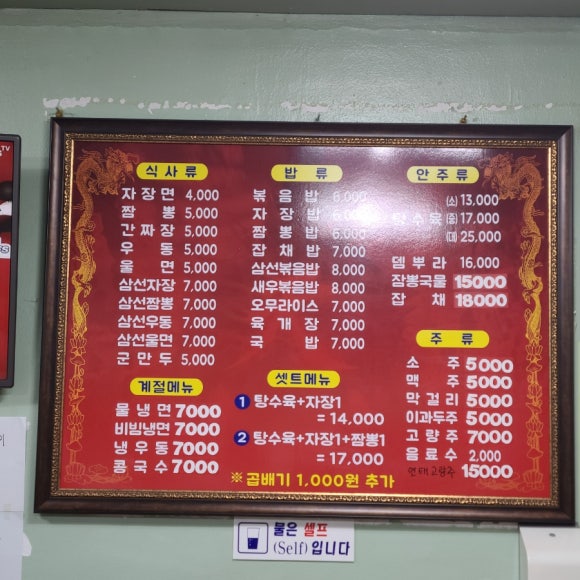 식사류
자장면 4,000
짬뽕 5,000
간짜장 5,000
우동 5,000
울면 5,000
삼선자장 7,000
삼선짬뽕 7,000
삼선우동 7,000
삼선울면 7,000
군만두 5,000
계절메뉴
물냉면 7000
비빔냉면 7000
냉우동 7000
콩국수 7000
밥류
볶음밥 6,000
자장밥 6,000
짬뽕밥 6,000
잡채밥 7,000
삼선볶음밥 8,000
새우볶음밥 8,000
오무라이스 7,000
육개장 7,000
국밥 7,000
셋트메뉴
1 탕수육+자장1
= 14,000
2 탕수육+자장1+짬뽕1
= 17,000
※ 곱배기 1,000원 추가
안주류
(소) 13,000
탕수육 (중) 17,000
(대) 25,000
뎀뿌라 16,000
잠뽕국물 15000
잡채 18000
주류
소주 5000
맥주 5000
막걸리 5000
이과두주 5000
고량주 7000
음료수 2,000
연태고량주 15000
물은 셀프
(Self) 입니다
TV